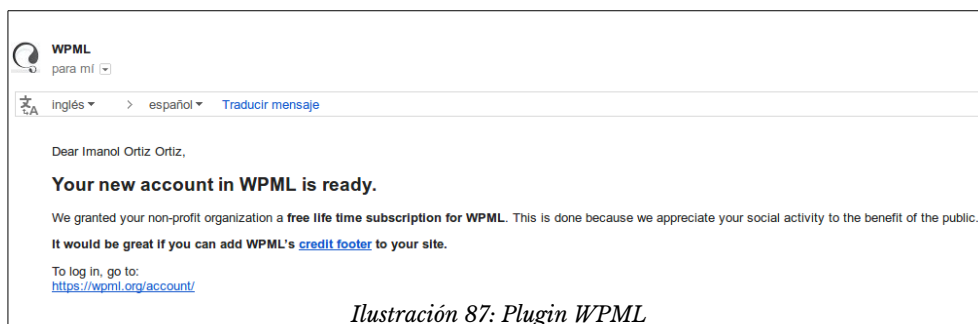 WPML
para mí
inglés > español Traducir mensaje
Dear Imanol Ortiz Ortiz,
Your new account in WPML is ready.
We granted your non-profit organization a free life time subscription for WPML. This is done because we appreciate your social activity to the benefit of the public.
It would be great if you can add WPML's credit footer to your site.
To log in, go to:
https://wpml.org/account/
Ilustración 87: Plugin WPML